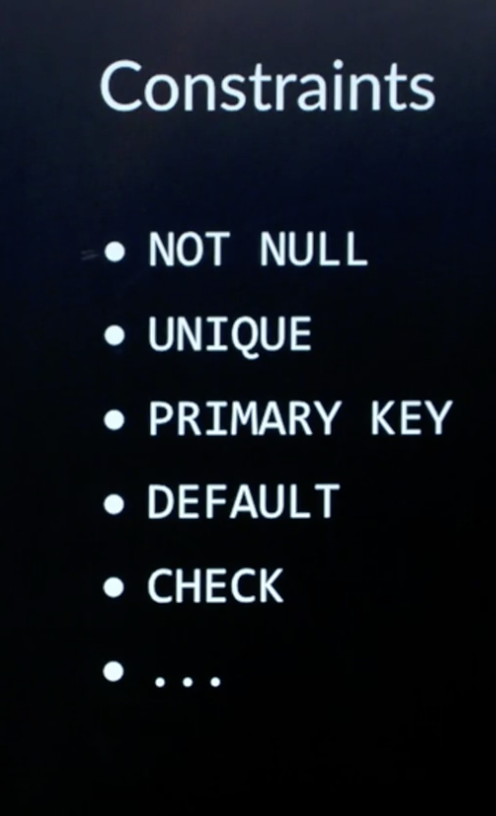 Constraints
• NOT NULL
• UNIQUE
• PRIMARY KEY
• DEFAULT
• CHECK
• ...